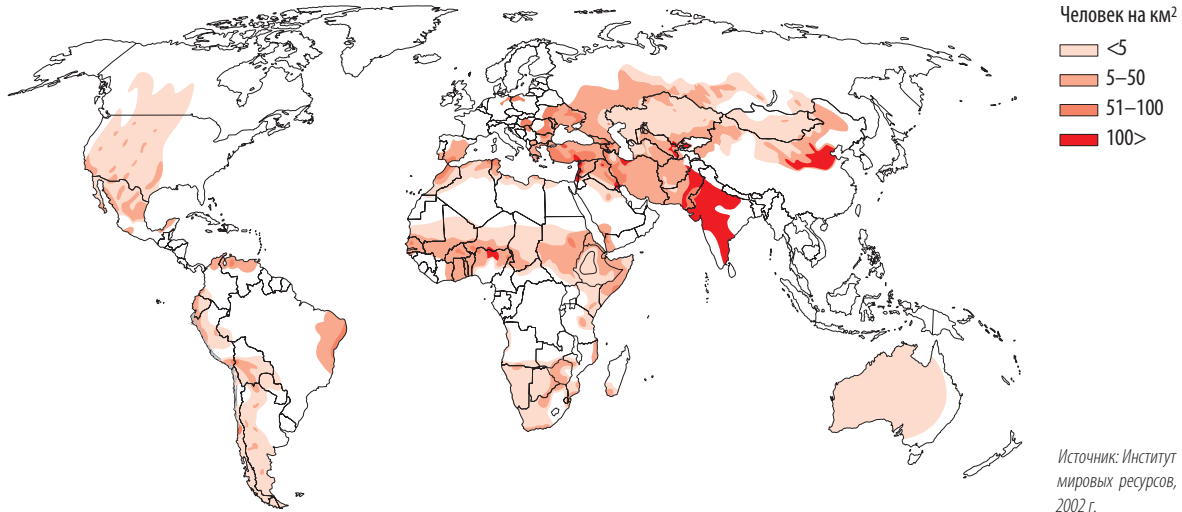 Человек на км²
<5
5–50
51–100
100>
Источник: Институт
мировых ресурсов,
2002 г.